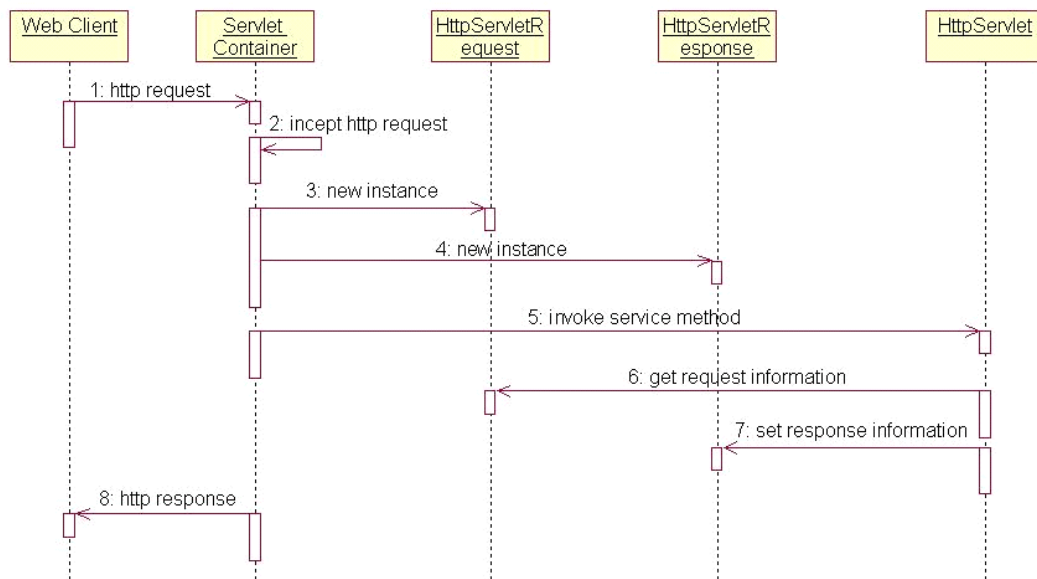 Web Client
Servlet
Container
HttpServletR
equest
HttpServletR
esponse
HttpServlet
1: http request
2: incept http request
3: new instance
4: new instance
5: invoke service method
6: get request information
7: set response information
8: http response